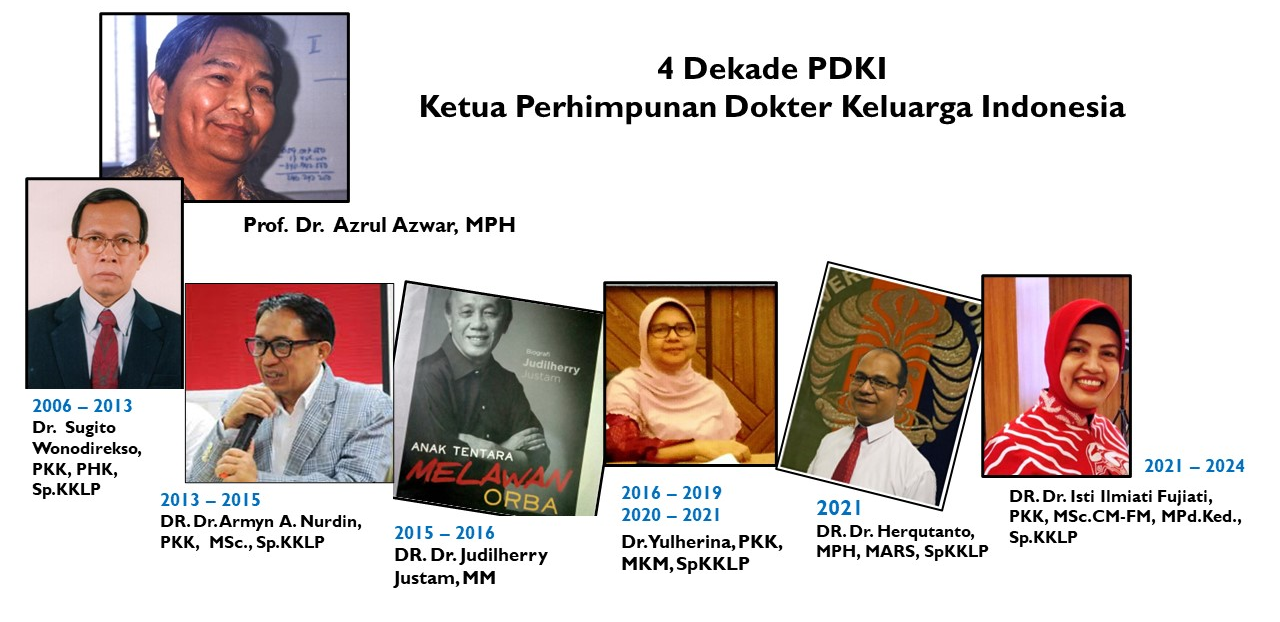 4 Dekade PDKI
Ketua Perhimpunan Dokter Keluarga Indonesia
Prof. Dr. Azrul Azwar, MPH
2006 – 2013
Dr. Sugito
Wonodirekso,
PKK, PHK,
Sp.KKLP
2013 – 2015
DR. Dr. Armyn A. Nurdin,
PKK, MSc., Sp.KKLP
Biografi
Judilherry
Justam
ANAK TENTARA
MELAWAN
ORBA
2015 – 2016
DR. Dr. Judilherry
Justam, MM
2016 – 2019
2020 – 2021
Dr. Yulherina, PKK,
MKM, SpKKLP
2021
DR. Dr. Herqutanto,
MPH, MARS, SpKKLP
2021 – 2024
DR. Dr. Isti Ilmiati Fujiati,
PKK, MSc.CM-FM, MPd.Ked.,
Sp.KKLP